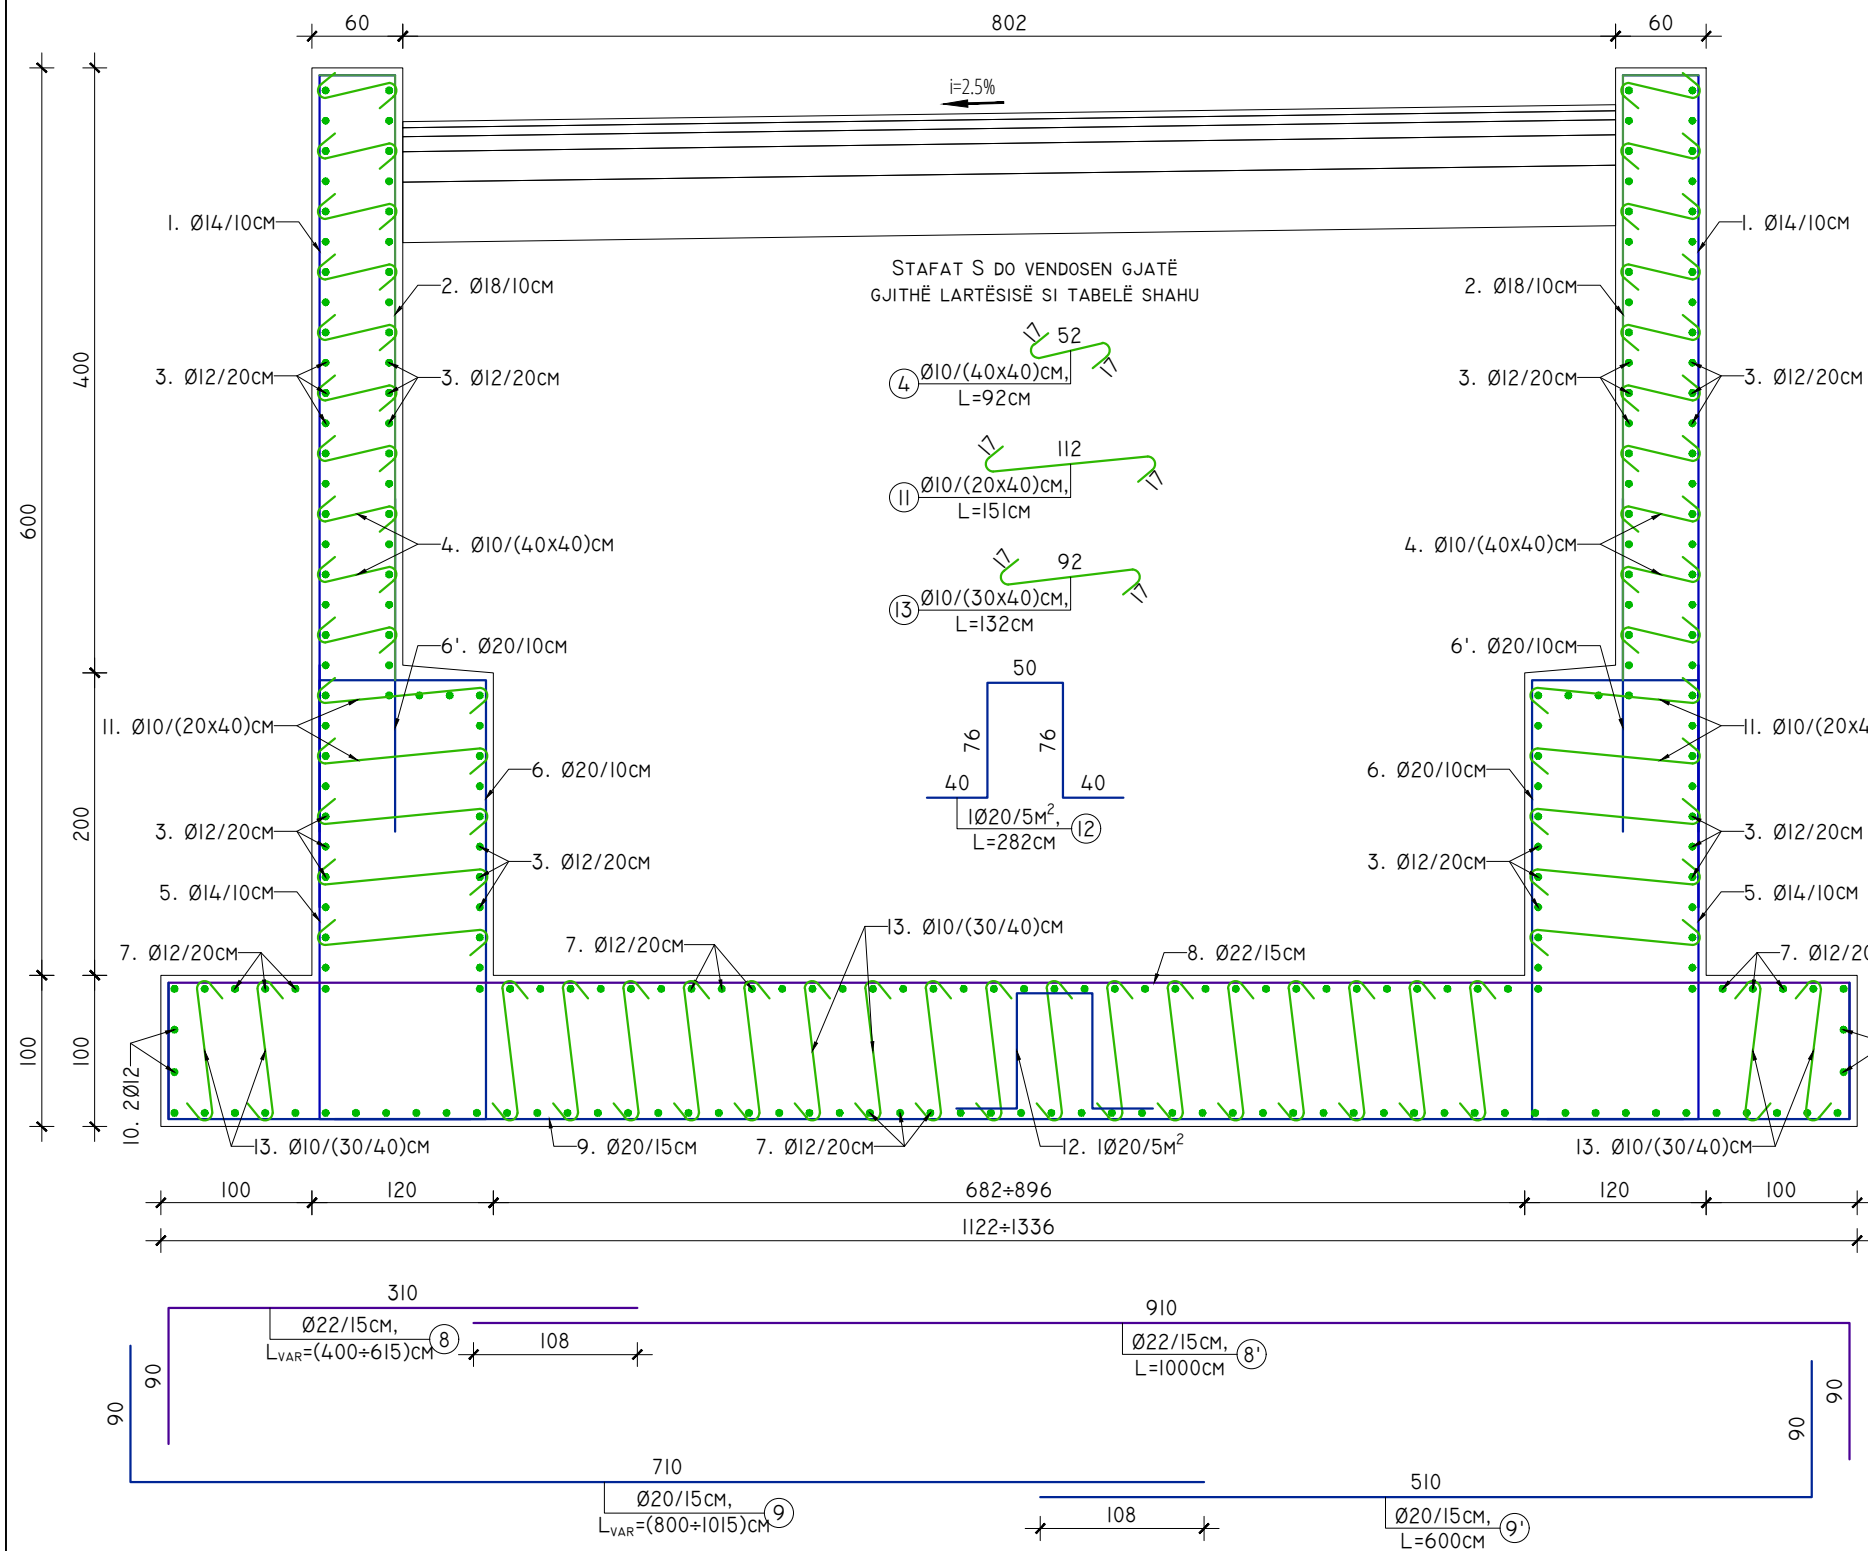 60
802
60
i=2.5%
1. Ø14/10CM
1. Ø14/10CM
STAFAT S DO VENDOSEN GJATË
GJITHË LARTËSISË SI TABELË SHAHU
2. Ø18/10CM
2. Ø18/10CM
400
600
17 52 17
4 Ø10/(40X40)CM,
L=92CM
3. Ø12/20CM
3. Ø12/20CM
3. Ø12/20CM
3. Ø12/20CM
17 112 17
11 Ø10/(20X40)CM,
L=151CM
4. Ø10/(40X40)CM
4. Ø10/(40X40)CM
17 92 17
13 Ø10/(30X40)CM,
L=132CM
6'. Ø20/10CM
6'. Ø20/10CM
50
11. Ø10/(20X40)CM
11. Ø10/(20X4
76
76
6. Ø20/10CM
6. Ø20/10CM
40
40
200
1Ø20/5M², 12
L=282CM
3. Ø12/20CM
3. Ø12/20CM
3. Ø12/20CM
3. Ø12/20CM
5. Ø14/10CM
5. Ø14/10CM
13. Ø10/(30/40)CM
7. Ø12/20CM
7. Ø12/20CM
8. Ø22/15CM
7. Ø12/20
100
100
10. 2Ø12
13. Ø10/(30/40)CM
9. Ø20/15CM
7. Ø12/20CM
12. 1Ø20/5M²
13. Ø10/(30/40)CM
100
120
682÷896
120
100
1122÷1336
310
Ø22/15CM, 8
LVAR=(400÷615)CM
108
910
Ø22/15CM, 8'
L=1000CM
90
90
90
90
710
Ø20/15CM, 9
LVAR=(800÷1015)CM
108
510
Ø20/15CM, 9'
L=600CM